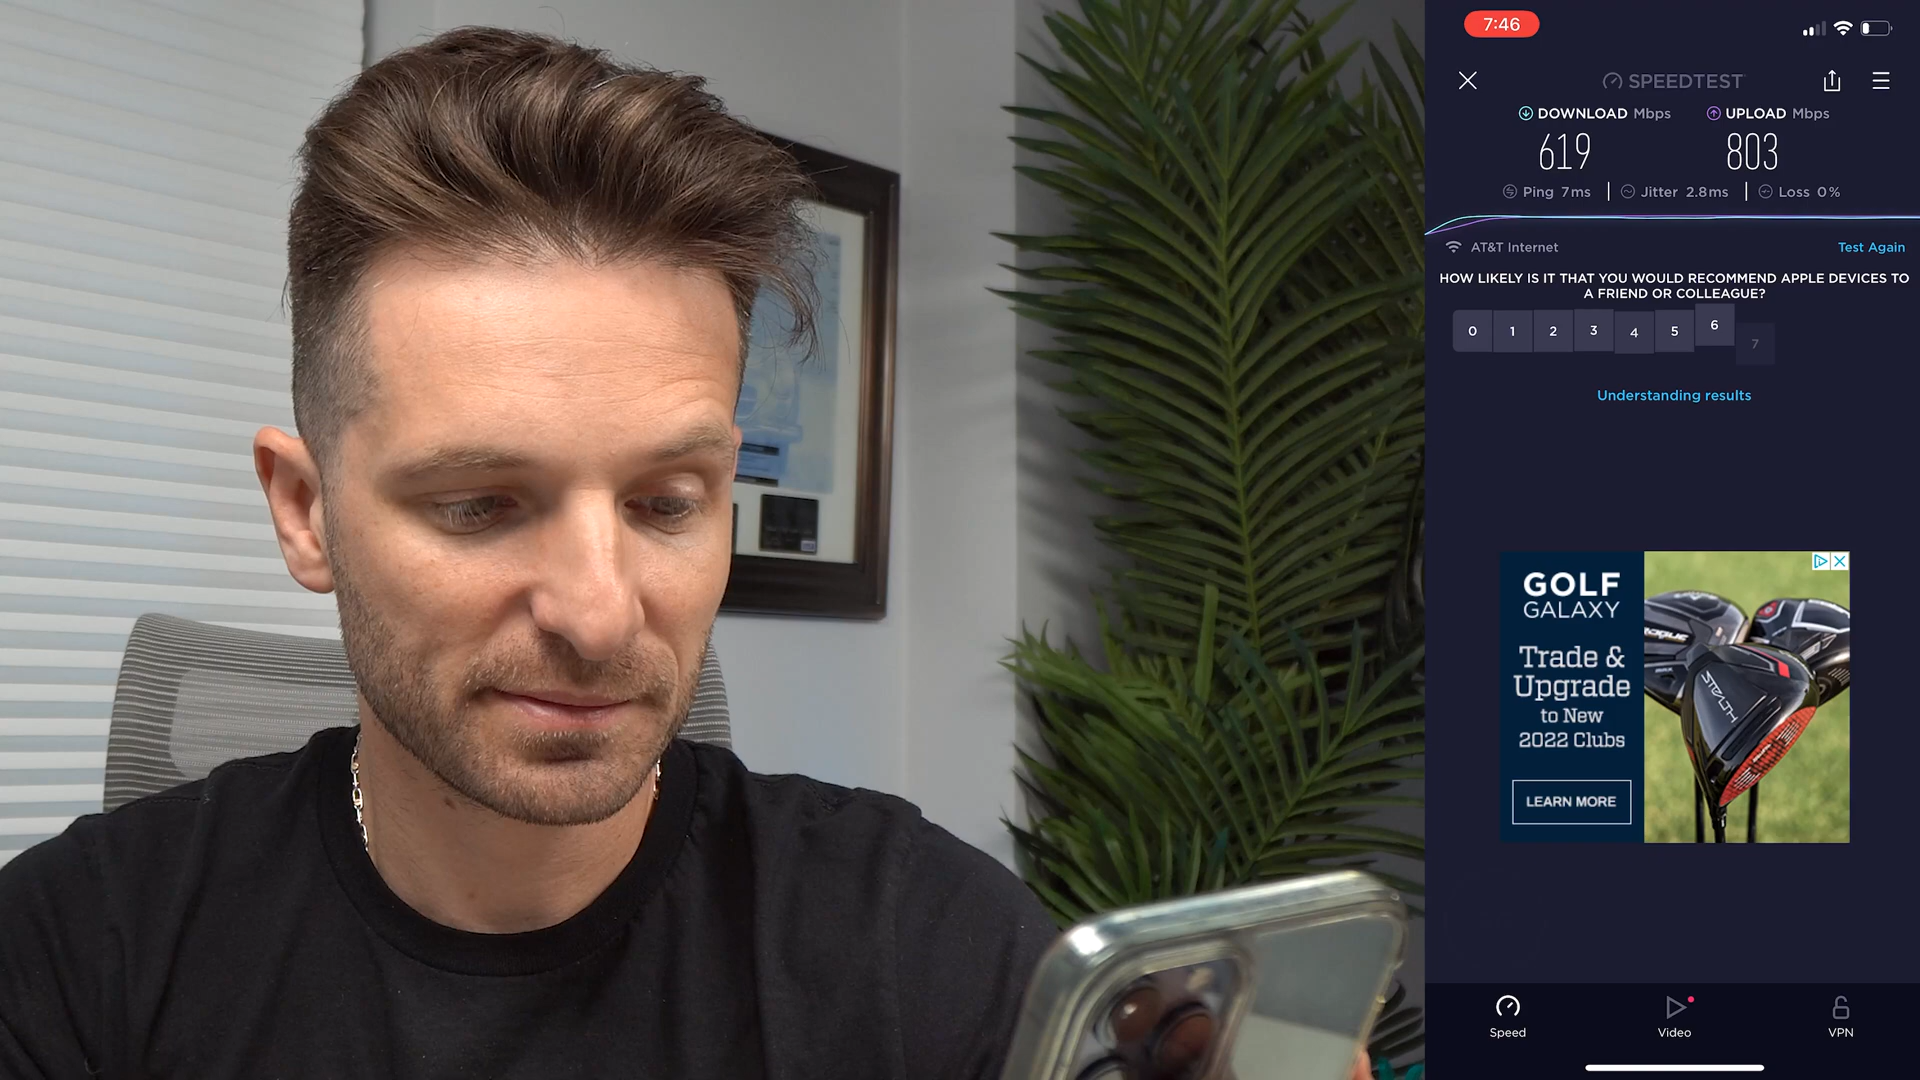 7:46
SPEEDTEST
DOWNLOAD Mbps
UPLOAD Mbps
619
803
Ping 7ms
Jitter 2.8ms
Loss 0%
AT&T Internet
Test Again
HOW LIKELY IS IT THAT YOU WOULD RECOMMEND APPLE DEVICES TO
A FRIEND OR COLLEAGUE?
0 1 2 3 4 5 6 7
Understanding results
GOLF
GALAXY
Trade &
Upgrade
to New
2022 Clubs
LEARN MORE
ROGUE
STEALTH
Speed
Video
VPN